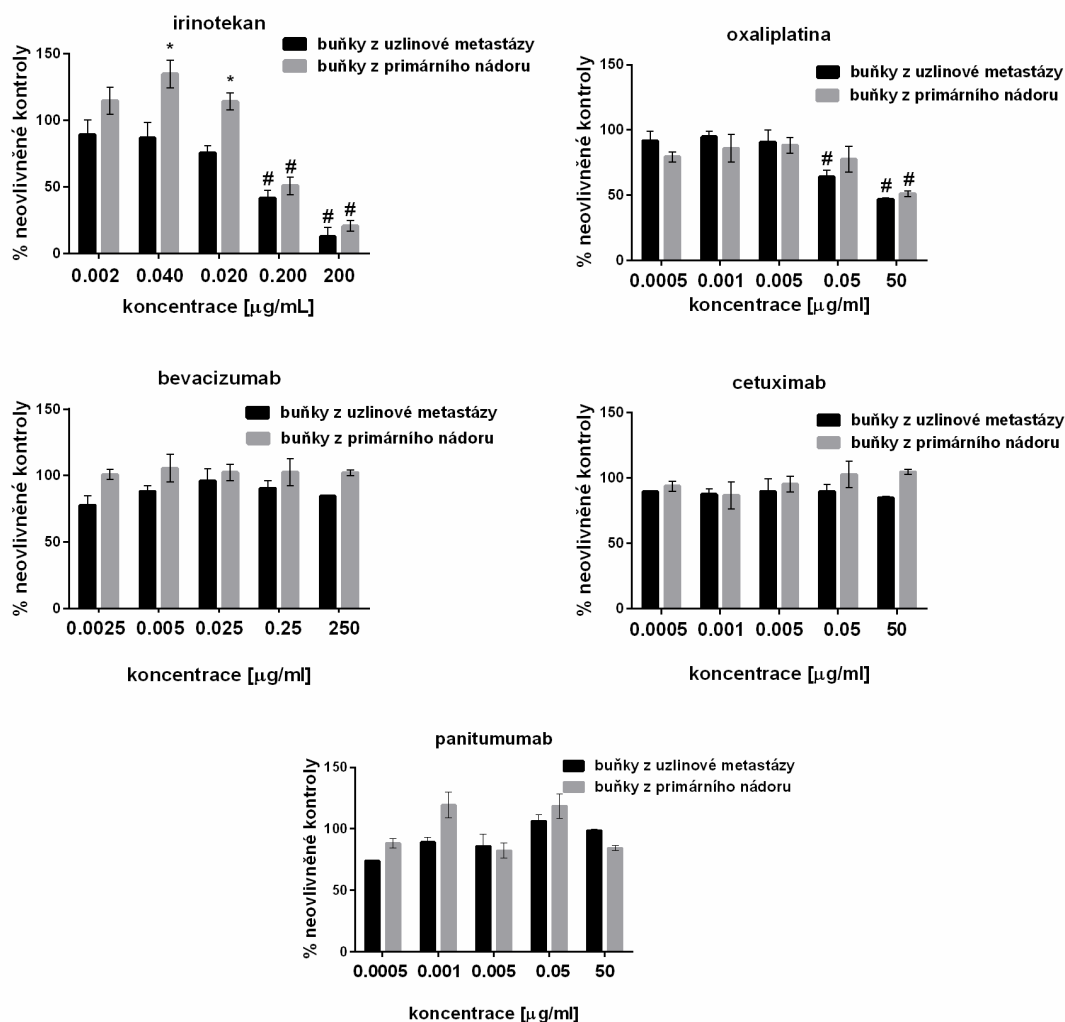 irinotekan
% neovlivněné kontroly
150
100
50
0
buňky z uzlinové metastázy
buňky z primárního nádoru
*
*
# #
# #
0.002 0.040 0.020 0.200 200
koncentrace [µg/mL]
oxaliplatina
% neovlivněné kontroly
150
100
50
0
buňky z uzlinové metastázy
buňky z primárního nádoru
#
# #
0.0005 0.001 0.005 0.05 50
koncentrace [µg/ml]
bevacizumab
% neovlivněné kontroly
150
100
50
0
buňky z uzlinové metastázy
buňky z primárního nádoru
0.0025 0.005 0.025 0.25 250
koncentrace [µg/ml]
cetuximab
% neovlivněné kontroly
150
100
50
0
buňky z uzlinové metastázy
buňky z primárního nádoru
0.0005 0.001 0.005 0.05 50
koncentrace [µg/ml]
panitumumab
% neovlivněné kontroly
150
100
50
0
buňky z uzlinové metastázy
buňky z primárního nádoru
0.0005 0.001 0.005 0.05 50
koncentrace [µg/ml]